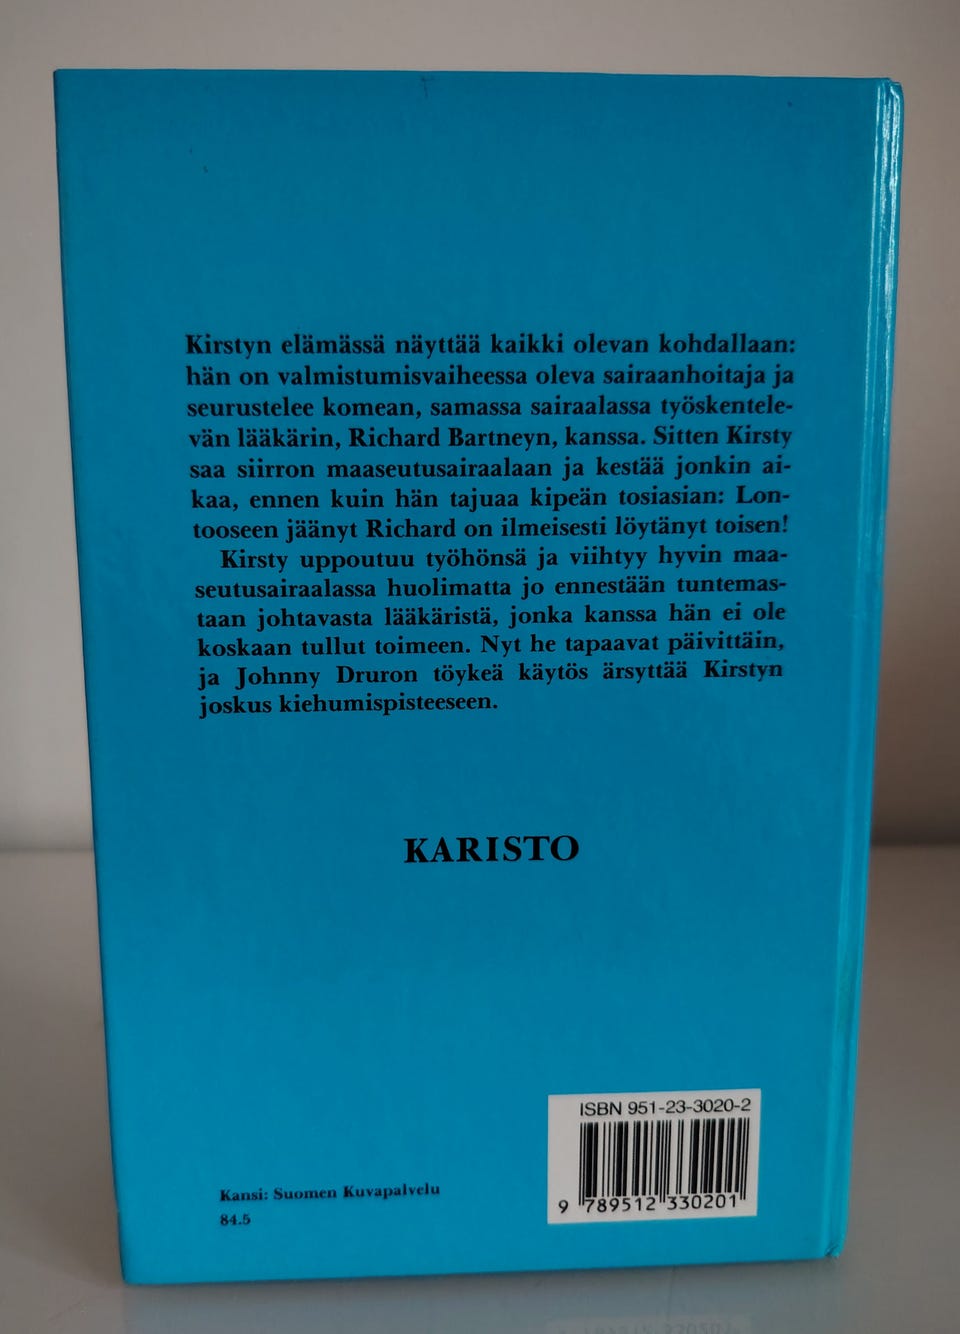 Kirstyn elämässä näyttää kaikki olevan kohdallaan:
hän on valmistumisvaiheessa oleva sairaanhoitaja ja
seurustelee komean, samassa sairaalassa työskentele-
vän lääkärin, Richard Bartneyn, kanssa. Sitten Kirsty
saa siirron maaseutusairaalaan ja kestää jonkin ai-
kaa, ennen kuin hän tajuaa kipeän tosiasian: Lon-
tooseen jäänyt Richard on ilmeisesti löytänyt toisen!
Kirsty uppoutuu työhönsä ja viihtyy hyvin maa-
seutusairaalassa huolimatta jo ennestään tuntemas-
taan johtavasta lääkäristä, jonka kanssa hän ei ole
koskaan tullut toimeen. Nyt he tapaavat päivittäin,
ja Johnny Druron töykeä käytös ärsyttää Kirstyn
joskus kiehumispisteeseen.
KARISTO
ISBN 951-23-3020-2
9 789512 330201
Kansi: Suomen Kuvapalvelu
84.5